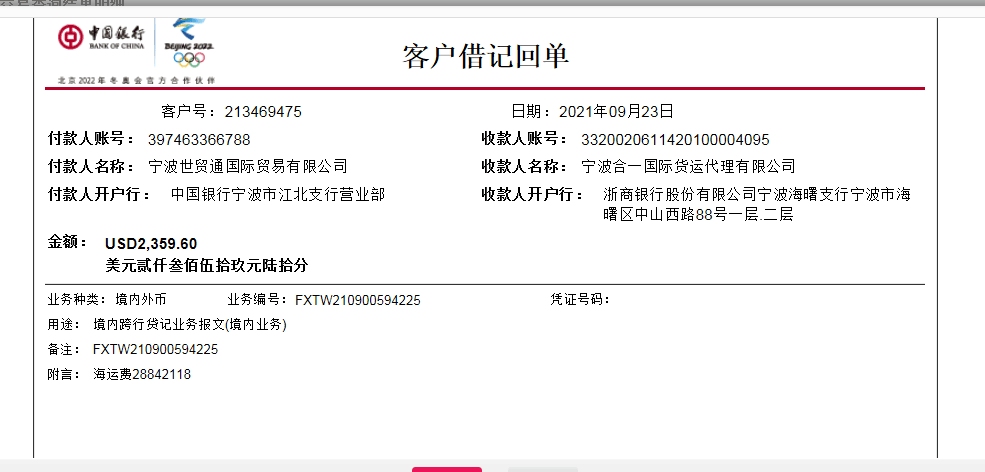 中国银行
BANK OF CHINA
BEIJING 2022
北京2022年冬奥会官方合作伙伴
客户借记回单
客户号：213469475 日期：2021年09月23日
付款人账号：397463366788 收款人账号：3320020611420100004095
付款人名称：宁波世贸通国际贸易有限公司 收款人名称：宁波合一国际货运代理有限公司
付款人开户行：中国银行宁波市江北支行营业部 收款人开户行：浙商银行股份有限公司宁波海曙支行宁波市海
曙区中山西路88号一层.二层
金额：USD2,359.60
美元贰仟叁佰伍拾玖元陆拾分
业务种类：境内外币 业务编号：FXTW210900594225 凭证号码：
用途：境内跨行贷记业务报文(境内业务)
备注：FXTW210900594225
附言：海运费28842118